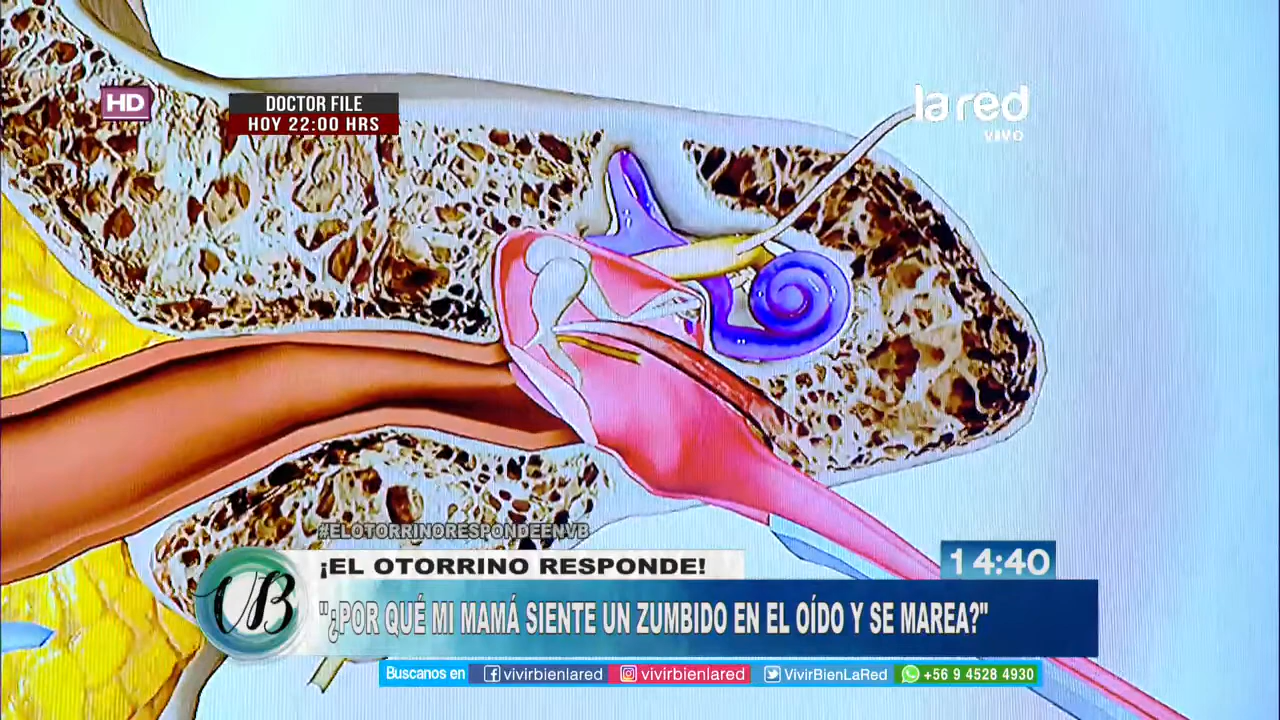 HD
DOCTOR FILE
HOY 22:00 HRS
la red
VIVO
#ELOTORRINORESPONDEENVB
VB
¡EL OTORRINO RESPONDE!
14:40
"¿POR QUÉ MI MAMÁ SIENTE UN ZUMBIDO EN EL OÍDO Y SE MAREA?"
Buscanos en vivirbienlared vivirbienlared VivirBienLaRed +56 9 4528 4930